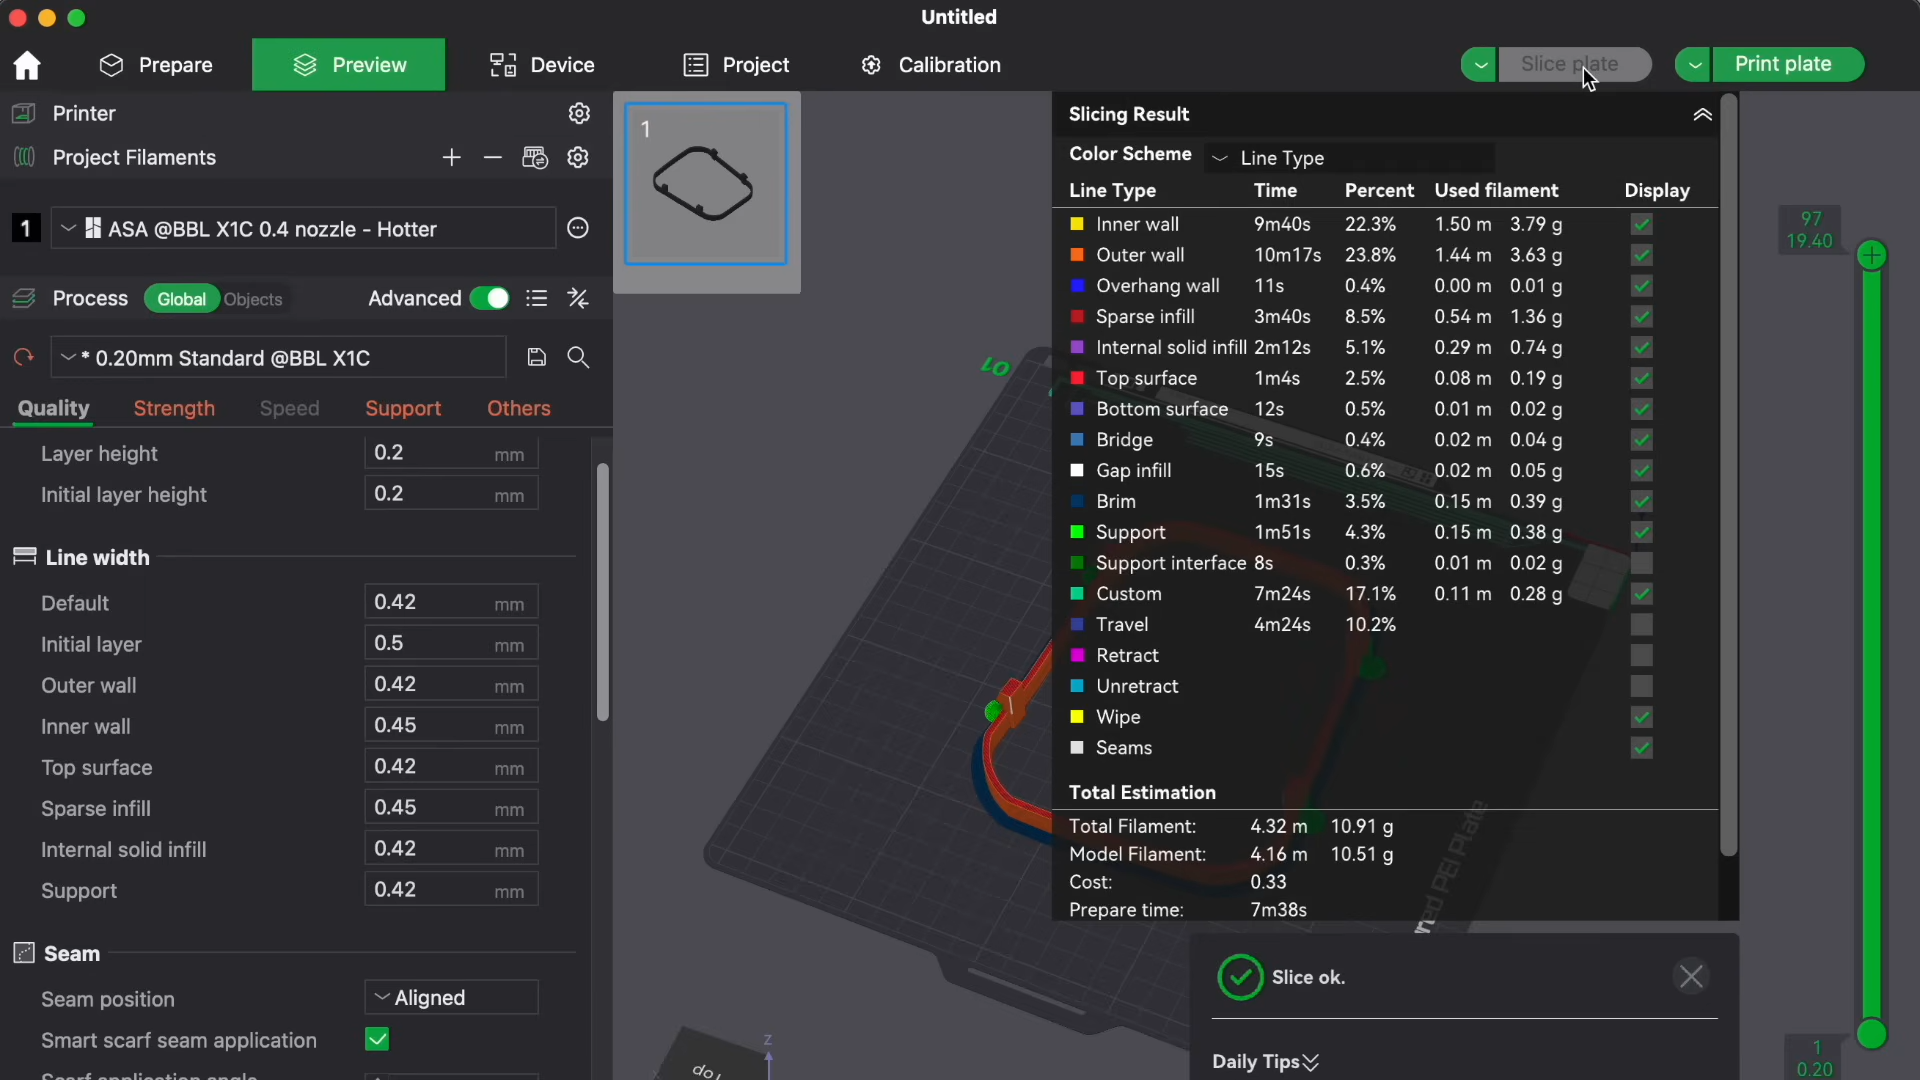 Untitled
Prepare
Preview
Device
Project
Calibration
Slice plate
Print plate
Printer
Project Filaments
1 ASA @BBL X1C 0.4 nozzle - Hotter
Process Global Objects Advanced
* 0.20mm Standard @BBL X1C
Quality Strength Speed Support Others
Layer height 0.2 mm
Initial layer height 0.2 mm
Line width
Default 0.42 mm
Initial layer 0.5 mm
Outer wall 0.42 mm
Inner wall 0.45 mm
Top surface 0.42 mm
Sparse infill 0.45 mm
Internal solid infill 0.42 mm
Support 0.42 mm
Seam
Seam position Aligned
Smart scarf seam application
Scarf application angle
1
01
Slicing Result
Color Scheme Line Type
Line Type Time Percent Used filament Display
Inner wall 9m40s 22.3% 1.50 m 3.79 g
Outer wall 10m17s 23.8% 1.44 m 3.63 g
Overhang wall 11s 0.4% 0.00 m 0.01 g
Sparse infill 3m40s 8.5% 0.54 m 1.36 g
Internal solid infill 2m12s 5.1% 0.29 m 0.74 g
Top surface 1m4s 2.5% 0.08 m 0.19 g
Bottom surface 12s 0.5% 0.01 m 0.02 g
Bridge 9s 0.4% 0.02 m 0.04 g
Gap infill 15s 0.6% 0.02 m 0.05 g
Brim 1m31s 3.5% 0.15 m 0.39 g
Support 1m51s 4.3% 0.15 m 0.38 g
Support interface 8s 0.3% 0.01 m 0.02 g
Custom 7m24s 17.1% 0.11 m 0.28 g
Travel 4m24s 10.2%
Retract
Unretract
Wipe
Seams
Total Estimation
Total Filament: 4.32 m 10.91 g
Model Filament: 4.16 m 10.51 g
Cost: 0.33
Prepare time: 7m38s
Slice ok.
Daily Tips
97
19.40
1
0.20
z